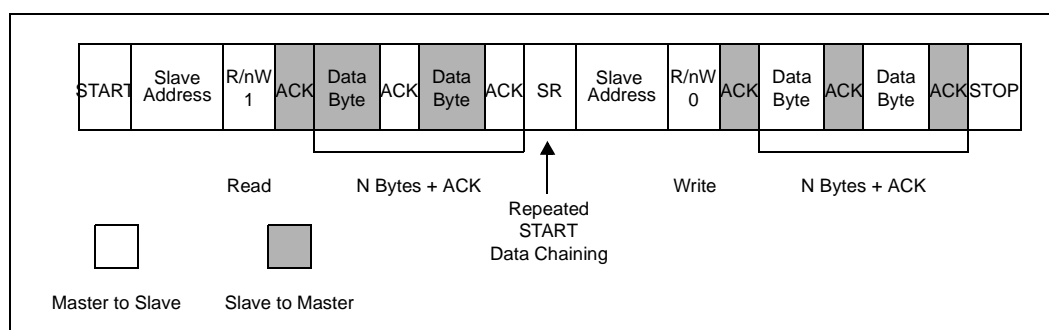 START Slave Address R/nW 1 ACK Data Byte ACK Data Byte ACK SR Slave Address R/nW 0 ACK Data Byte ACK Data Byte ACK STOP
Read N Bytes + ACK Write N Bytes + ACK
Repeated
START
Data Chaining
Master to Slave Slave to Master